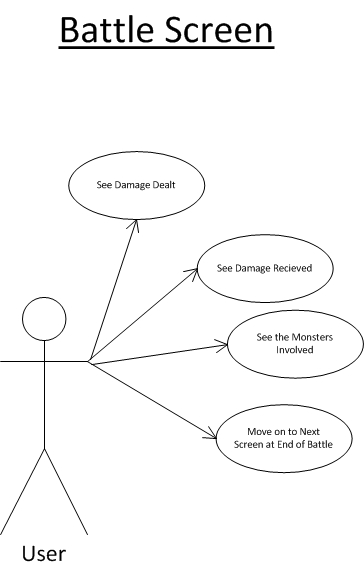 Battle Screen
See Damage Dealt
See Damage Recieved
See the Monsters
Involved
Move on to Next
Screen at End of Battle
User